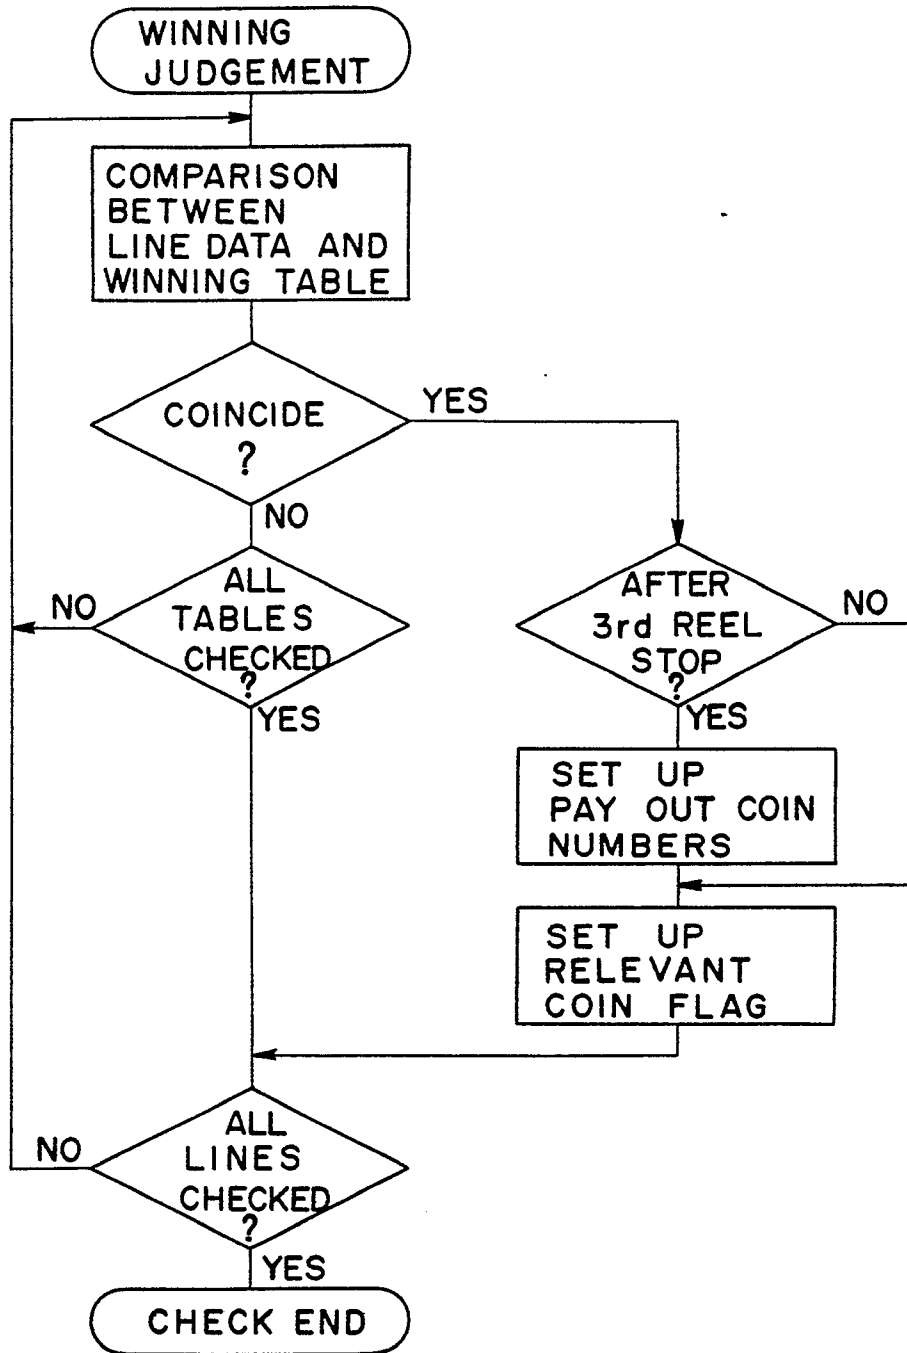 WINNING
JUDGEMENT
COMPARISON
BETWEEN
LINE DATA AND
WINNING TABLE
COINCIDE
?
YES
NO
ALL
TABLES
CHECKED
?
NO
YES
AFTER
3rd REEL
STOP
?
NO
YES
SET UP
PAY OUT COIN
NUMBERS
SET UP
RELEVANT
COIN FLAG
ALL
LINES
CHECKED
?
NO
YES
CHECK END